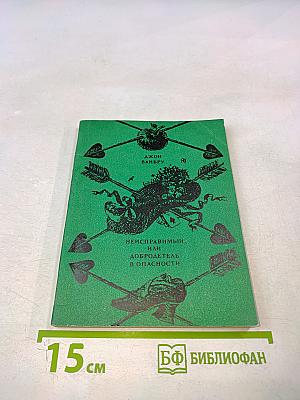 ДЖОН
ВАНБРУ
НЕИСПРАВИМЫЙ,
ИЛИ
ДОБРОДЕТЕЛЬ
В ОПАСНОСТИ
15 см
БФ БИБЛИОФАН